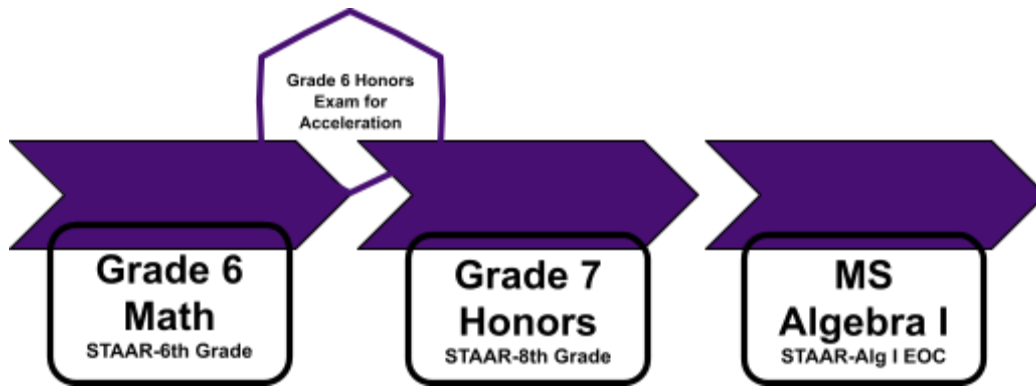 Grade 6 Honors
Exam for
Acceleration
Grade 6
Math
STAAR-6th Grade
Grade 7
Honors
STAAR-8th Grade
MS
Algebra I
STAAR-Alg I EOC